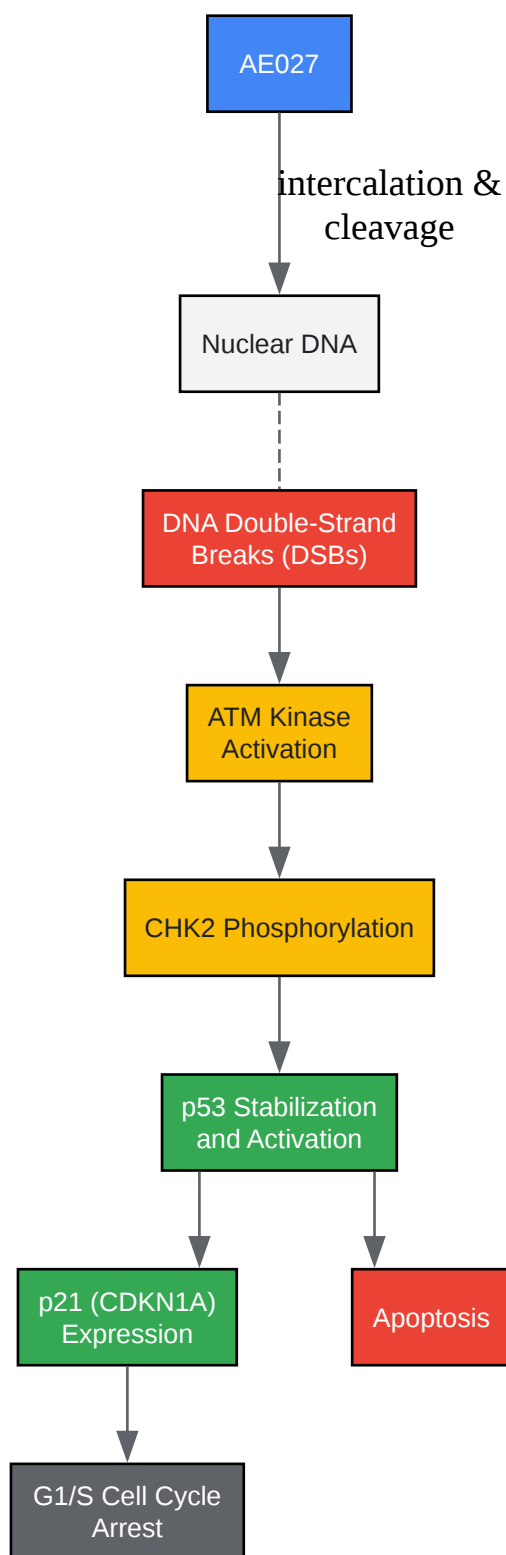 AE027
intercalation &
cleavage
Nuclear DNA
DNA Double-Strand
Breaks (DSBs)
ATM Kinase
Activation
CHK2 Phosphorylation
p53 Stabilization
and Activation
p21 (CDKN1A)
Expression
Apoptosis
G1/S Cell Cycle
Arrest